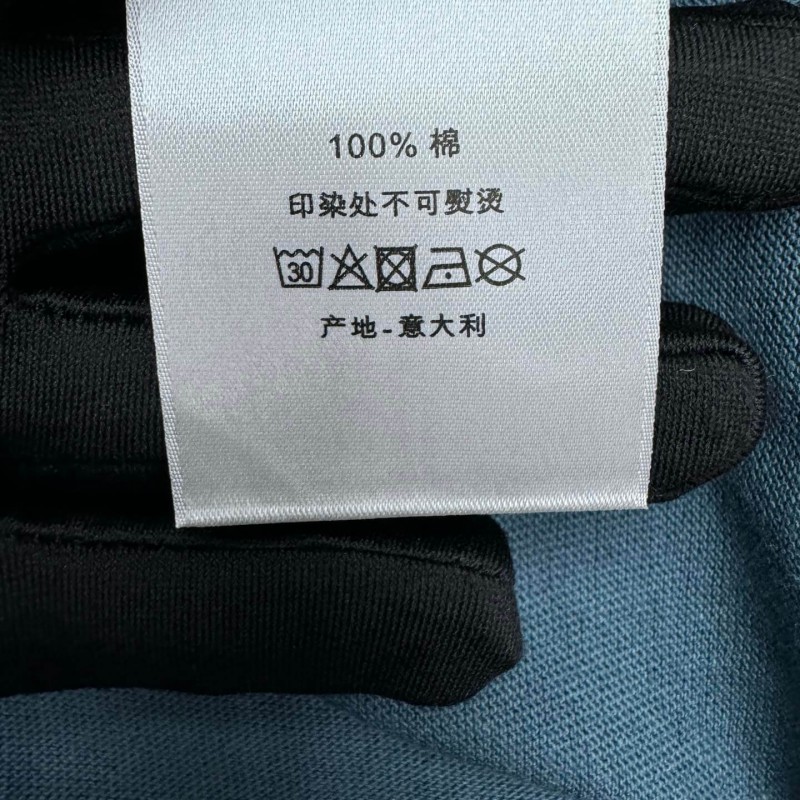 100% 棉
印染处不可熨烫
30
产地-意大利